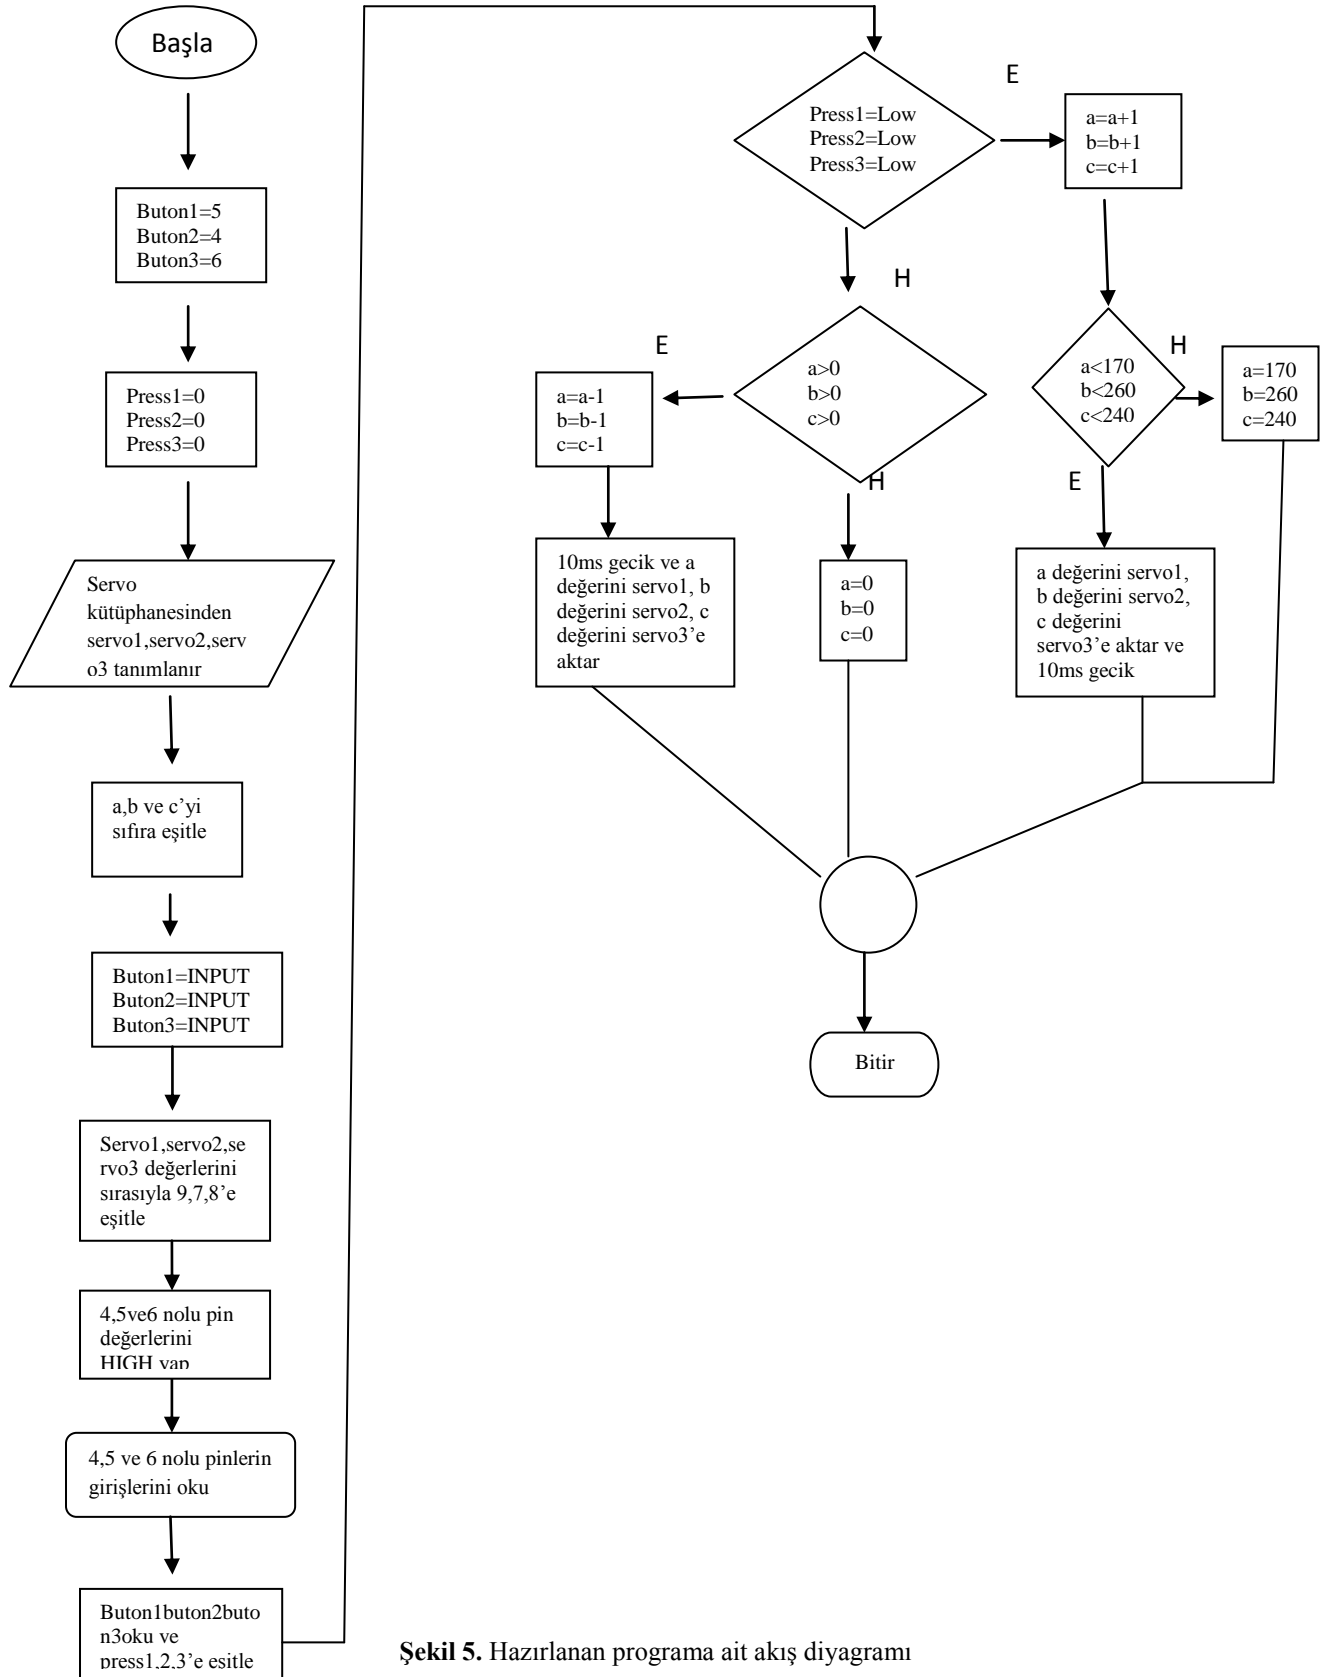 Başla
Buton1=5
Buton2=4
Buton3=6
Press1=0
Press2=0
Press3=0
Servo
kütüphanesinden
servo1,servo2,serv
o3 tanımlanır
a,b ve c’yi
sıfıra eşitle
Buton1=INPUT
Buton2=INPUT
Buton3=INPUT
Servo1,servo2,se
rvo3 değerlerini
sırasıyla 9,7,8’e
eşitle
4,5ve6 nolu pin
değerlerini
HIGH yap
4,5 ve 6 nolu pinlerin
girişlerini oku
Buton1buton2buto
n3oku ve
press1,2,3’e eşitle
Press1=Low
Press2=Low
Press3=Low
E
a=a+1
b=b+1
c=c+1
H
a>0
b>0
c>0
E
a=a-1
b=b-1
c=c-1
H
a<170
b<260
c<240
H
a=170
b=260
c=240
E
10ms gecik ve a
değerini servo1, b
değerini servo2, c
değerini servo3’e
aktar
a=0
b=0
c=0
a değerini servo1,
b değerini servo2,
c değerini
servo3’e aktar ve
10ms gecik
Bitir
Şekil 5. Hazırlanan programa ait akış diyagramı